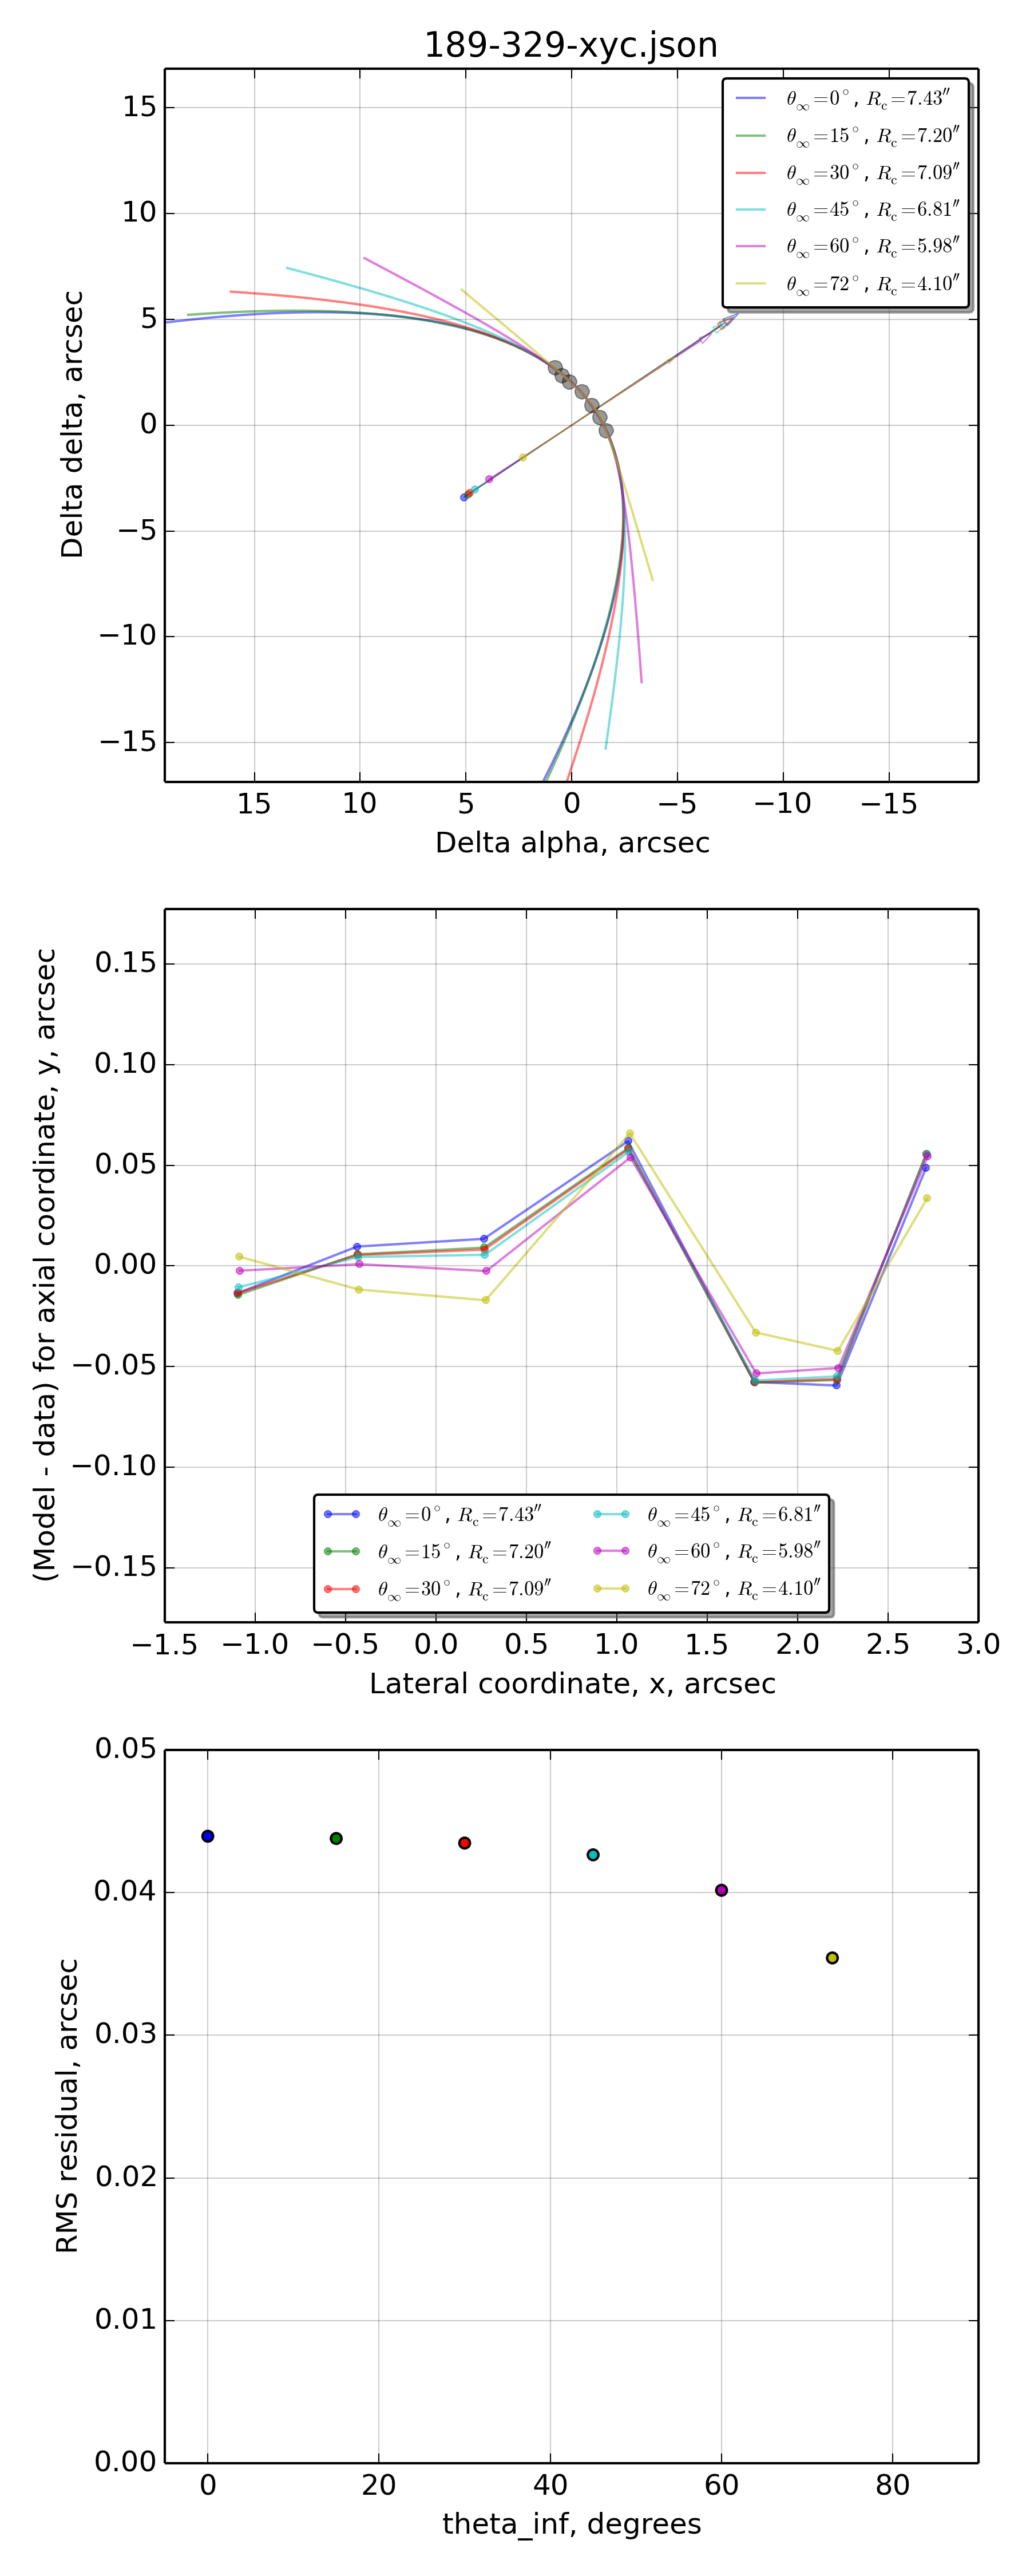 189-329-xyc.json
θ∞=0°, Rc=7.43″
θ∞=15°, Rc=7.20″
θ∞=30°, Rc=7.09″
θ∞=45°, Rc=6.81″
θ∞=60°, Rc=5.98″
θ∞=72°, Rc=4.10″
15
10
5
0
−5
−10
−15
Delta delta, arcsec
15 10 5 0 −5 −10 −15
Delta alpha, arcsec
0.15
0.10
0.05
0.00
−0.05
−0.10
−0.15
(Model - data) for axial coordinate, y, arcsec
θ∞=0°, Rc=7.43″ θ∞=45°, Rc=6.81″
θ∞=15°, Rc=7.20″ θ∞=60°, Rc=5.98″
θ∞=30°, Rc=7.09″ θ∞=72°, Rc=4.10″
−1.5 −1.0 −0.5 0.0 0.5 1.0 1.5 2.0 2.5 3.0
Lateral coordinate, x, arcsec
0.05
0.04
0.03
0.02
0.01
0.00
RMS residual, arcsec
0 20 40 60 80
theta_inf, degrees